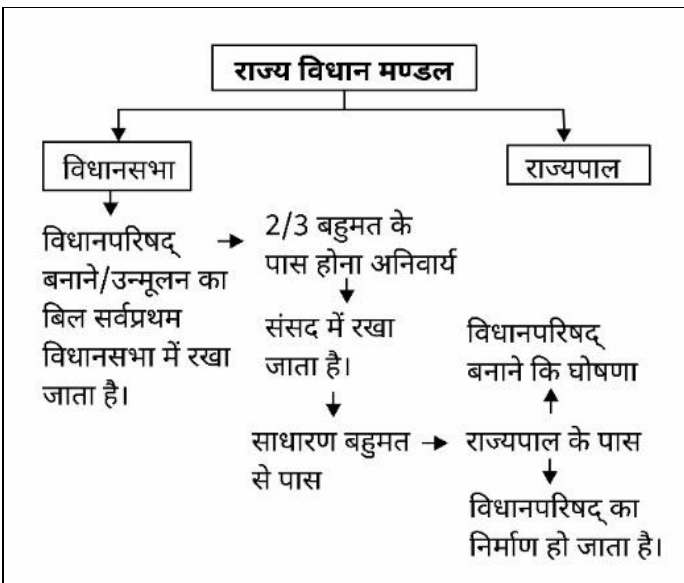 राज्य विधान मण्डल
विधानसभा
राज्यपाल
विधानपरिषद्
बनाने/उन्मूलन का
बिल सर्वप्रथम
विधानसभा में रखा
जाता है।
2/3 बहुमत के
पास होना अनिवार्य
संसद में रखा
जाता है।
साधारण बहुमत
से पास
राज्यपाल के पास
विधानपरिषद्
बनाने कि घोषणा
विधानपरिषद् का
निर्माण हो जाता है।